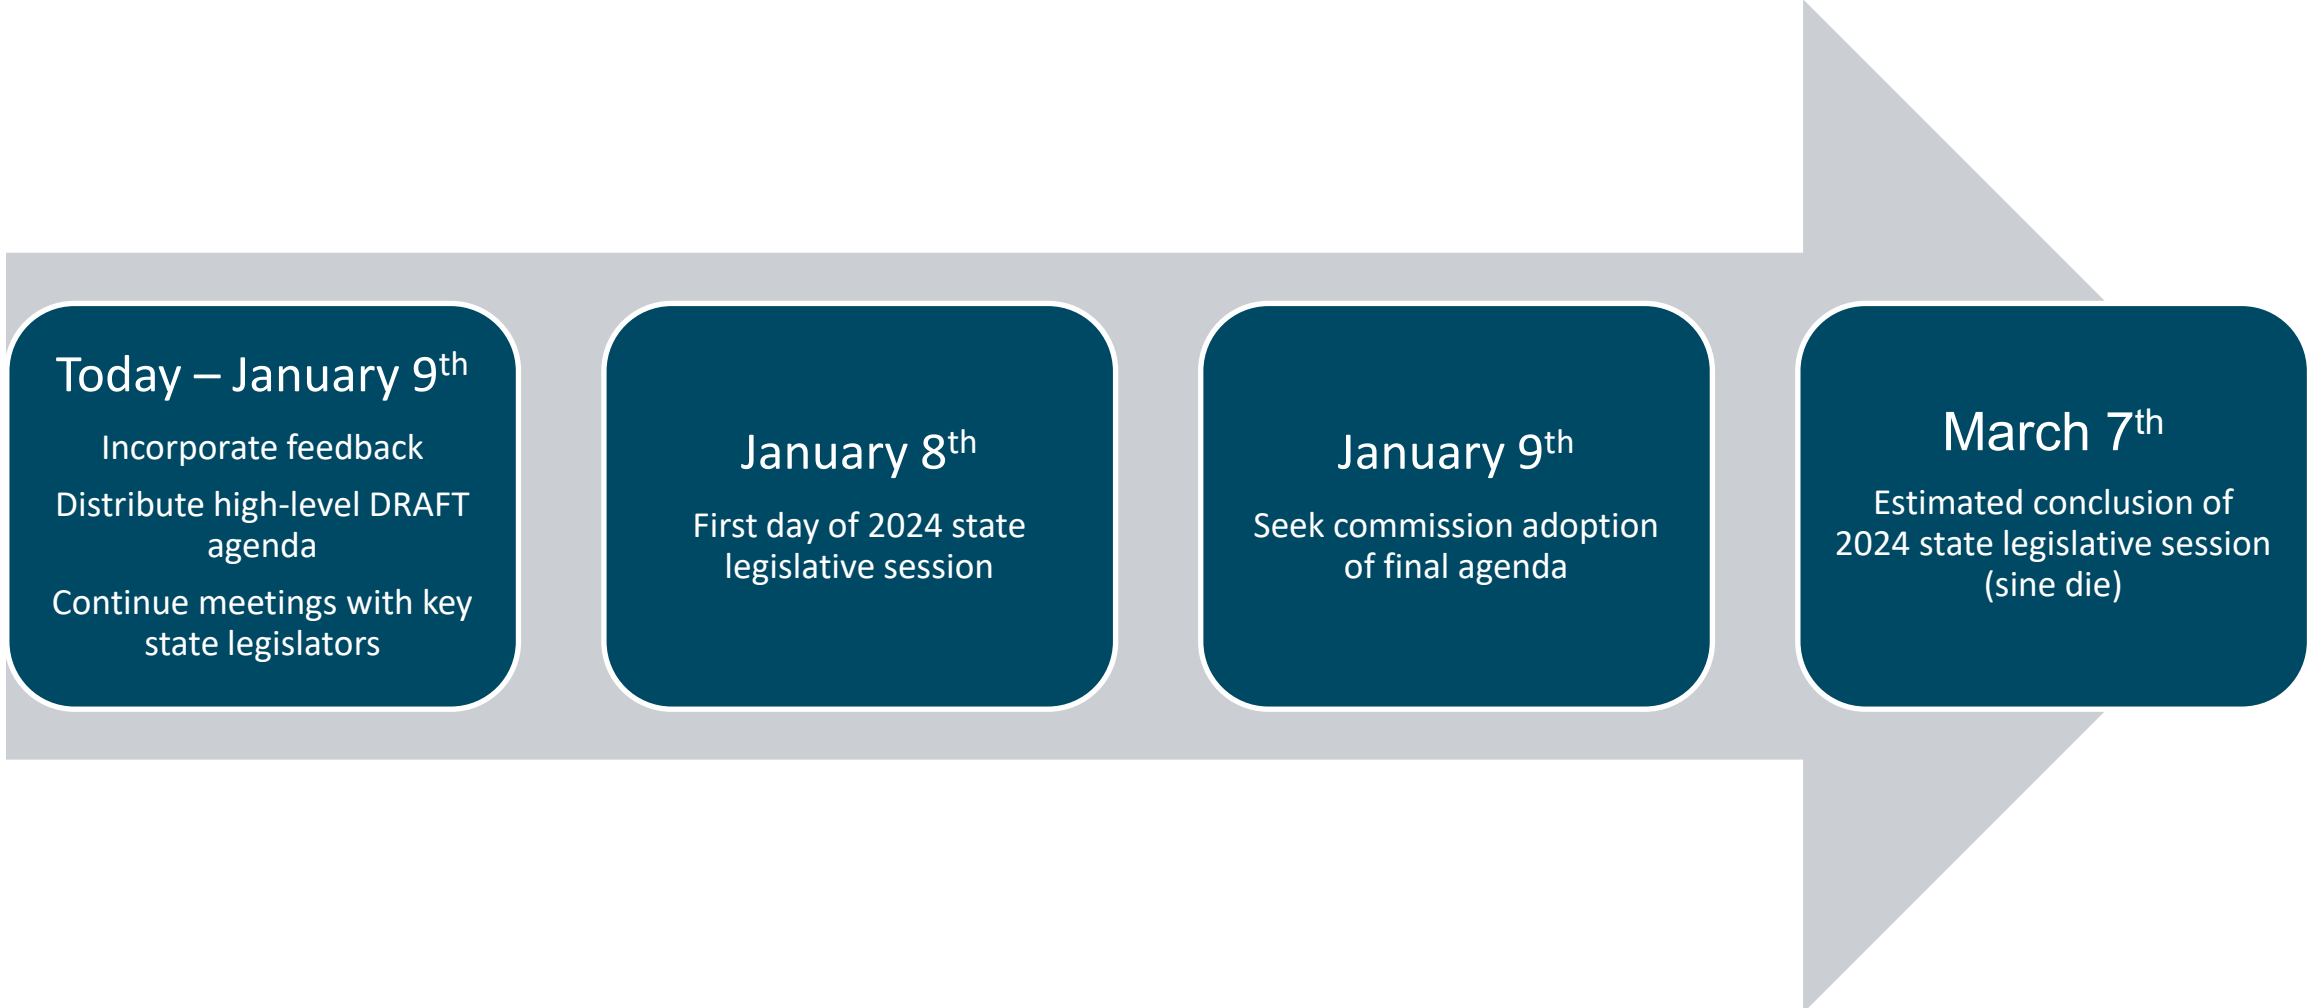 Today – January 9th
Incorporate feedback
Distribute high-level DRAFT
agenda
Continue meetings with key
state legislators
January 8th
First day of 2024 state
legislative session
January 9th
Seek commission adoption
of final agenda
March 7th
Estimated conclusion of
2024 state legislative session
(sine die)